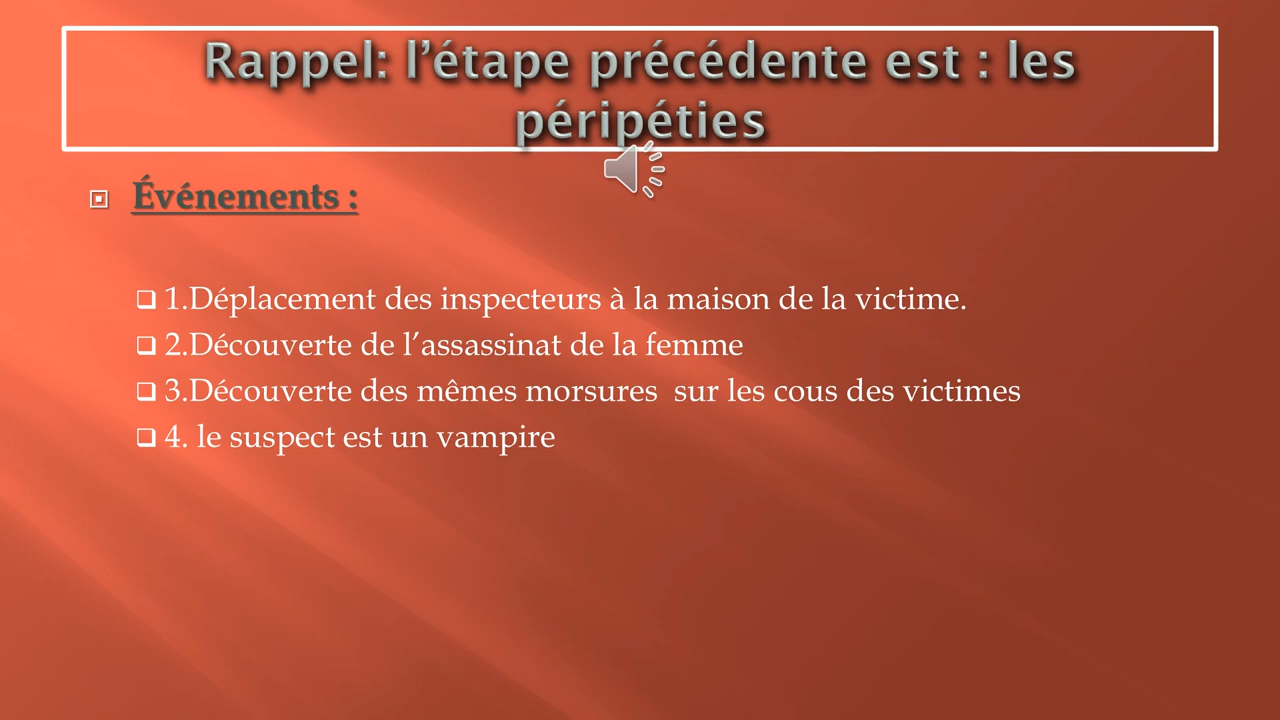 Rappel: l’étape précédente est : les
péripéties
Événements :
1.Déplacement des inspecteurs à la maison de la victime.
2.Découverte de l’assassinat de la femme
3.Découverte des mêmes morsures  sur les cous des victimes
4. le suspect est un vampire